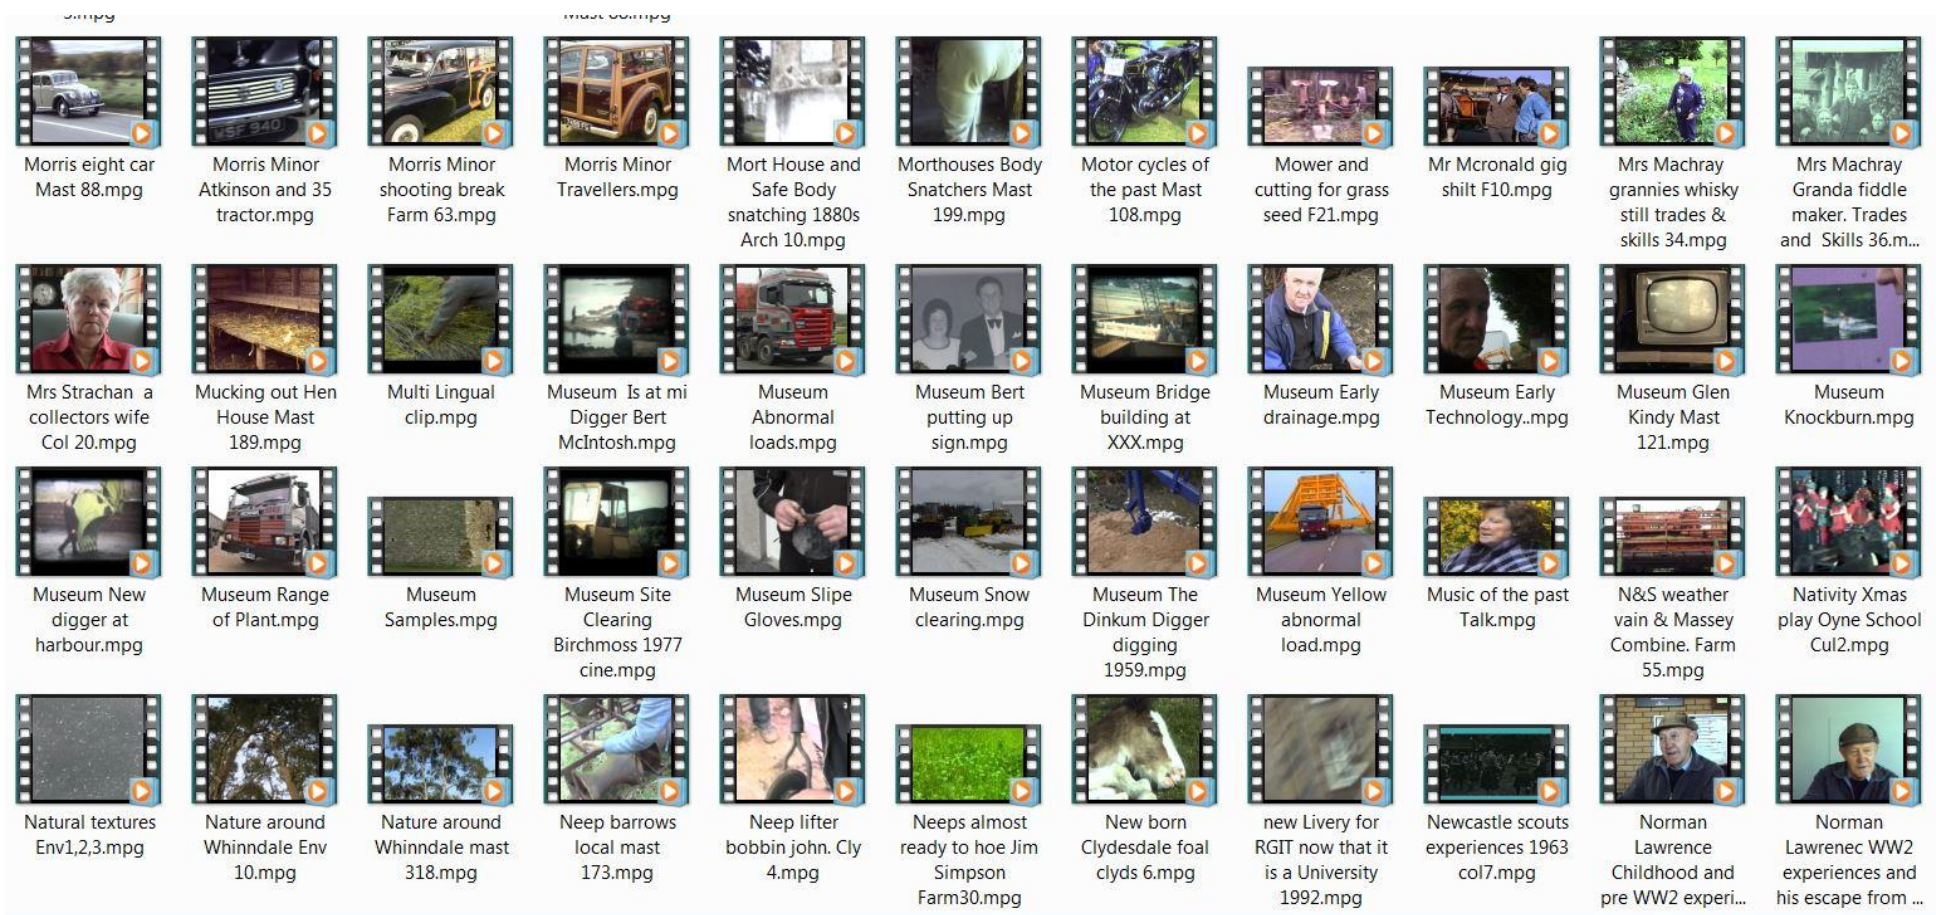 WSF 940
Morris eight car
Mast 88.mpg
Morris Minor
Atkinson and 35
tractor.mpg
Morris Minor
shooting break
Farm 63.mpg
Morris Minor
Travellers.mpg
Mort House and
Safe Body
snatching 1880s
Arch 10.mpg
Morthouses Body
Snatchers Mast
199.mpg
Motor cycles of
the past Mast
108.mpg
Mower and
cutting for grass
seed F21.mpg
Mr Mcronald gig
shilt F10.mpg
Mrs Machray
grannies whisky
still trades &
skills 34.mpg
Mrs Machray
Granda fiddle
maker. Trades
and  Skills 36.m...
Mrs Strachan  a
collectors wife
Col 20.mpg
Mucking out Hen
House Mast
189.mpg
Multi Lingual
clip.mpg
Museum  Is at mi
Digger Bert
McIntosh.mpg
Museum
Abnormal
loads.mpg
Museum Bert
putting up
sign.mpg
Museum Bridge
building at
XXX.mpg
Museum Early
drainage.mpg
Museum Early
Technology..mpg
Museum Glen
Kindy Mast
121.mpg
Museum
Knockburn.mpg
Museum New
digger at
harbour.mpg
Museum Range
of Plant.mpg
Museum
Samples.mpg
Museum Site
Clearing
Birchmoss 1977
cine.mpg
Museum Slipe
Gloves.mpg
Museum Snow
clearing.mpg
Museum The
Dinkum Digger
digging
1959.mpg
Museum Yellow
abnormal
load.mpg
Music of the past
Talk.mpg
N&S weather
vain & Massey
Combine. Farm
55.mpg
Nativity Xmas
play Oyne School
Cul2.mpg
Natural textures
Env1,2,3.mpg
Nature around
Whinndale Env
10.mpg
Nature around
Whinndale mast
318.mpg
Neep barrows
local mast
173.mpg
Neep lifter
bobbin john. Cly
4.mpg
Neeps almost
ready to hoe Jim
Simpson
Farm30.mpg
New born
Clydesdale foal
clyds 6.mpg
new Livery for
RGIT now that it
is a University
1992.mpg
Newcastle scouts
experiences 1963
col7.mpg
Norman
Lawrence
Childhood and
pre WW2 experi...
Norman
Lawrenec WW2
experiences and
his escape from ...